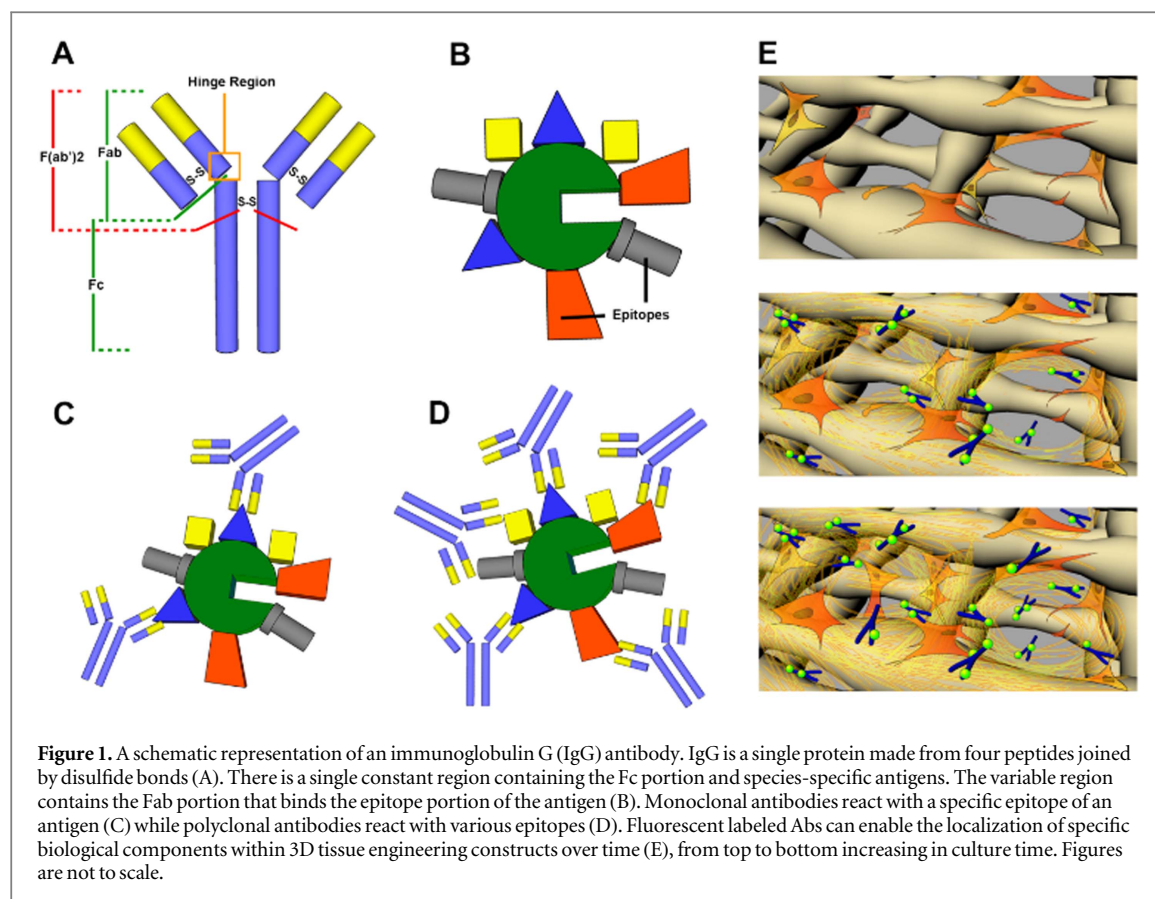 A
Hinge Region
F(ab')2
Fab
S-S
S-S
S-S
Fc
B
Epitopes
C
D
E
Figure 1. A schematic representation of an immunoglobulin G (IgG) antibody. IgG is a single protein made from four peptides joined
by disulfide bonds (A). There is a single constant region containing the Fc portion and species-specific antigens. The variable region
contains the Fab portion that binds the epitope portion of the antigen (B). Monoclonal antibodies react with a specific epitope of an
antigen (C) while polyclonal antibodies react with various epitopes (D). Fluorescent labeled Abs can enable the localization of specific
biological components within 3D tissue engineering constructs over time (E), from top to bottom increasing in culture time. Figures
are not to scale.